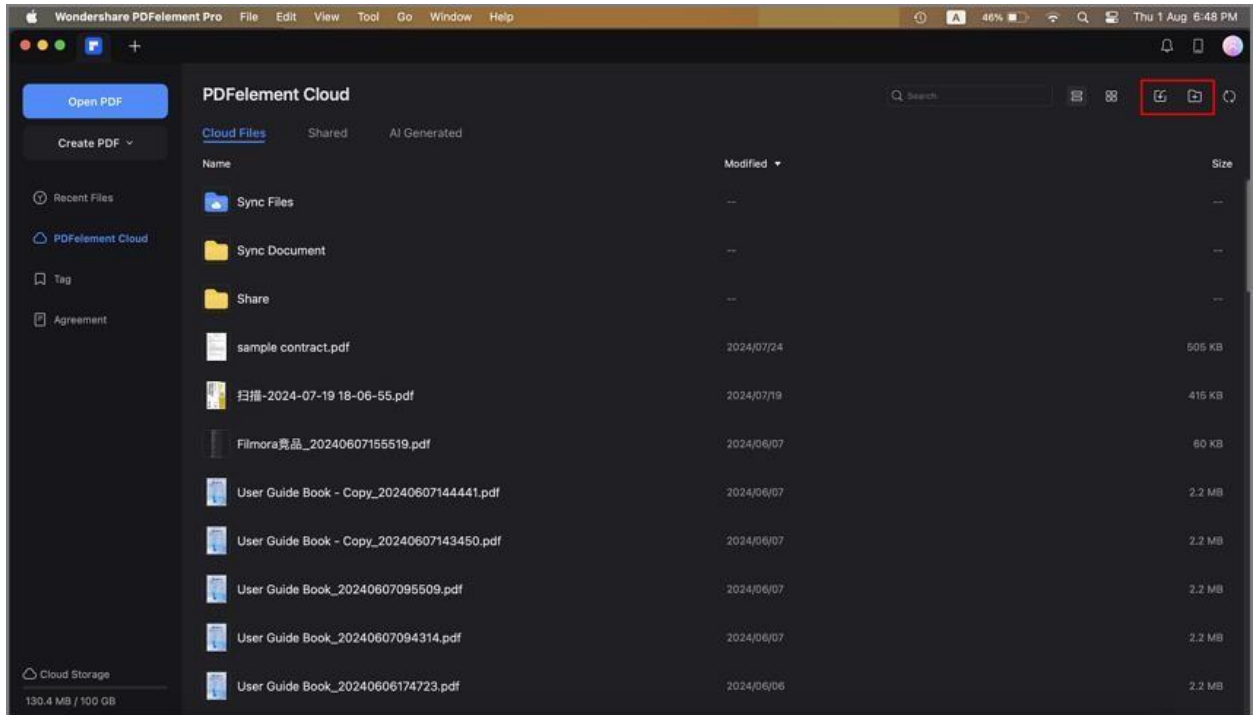 Wondershare PDFelement Pro File Edit View Tool Go Window Help A 46% Thu 1 Aug 6:48 PM
Open PDF
Create PDF
Recent Files
PDFelement Cloud
Tag
Agreement
Cloud Storage
130.4 MB / 100 GB
PDFelement Cloud
Search
Cloud Files Shared AI Generated
Name Modified Size
Sync Files -- --
Sync Document -- --
Share -- --
sample contract.pdf 2024/07/24 505 KB
扫描-2024-07-19 18-06-55.pdf 2024/07/19 415 KB
Filmora竞品_20240607155519.pdf 2024/06/07 60 KB
User Guide Book - Copy_20240607144441.pdf 2024/06/07 2.2 MB
User Guide Book - Copy_20240607143450.pdf 2024/06/07 2.2 MB
User Guide Book_20240607095509.pdf 2024/06/07 2.2 MB
User Guide Book_20240607094314.pdf 2024/06/07 2.2 MB
User Guide Book_20240606174723.pdf 2024/06/06 2.2 MB